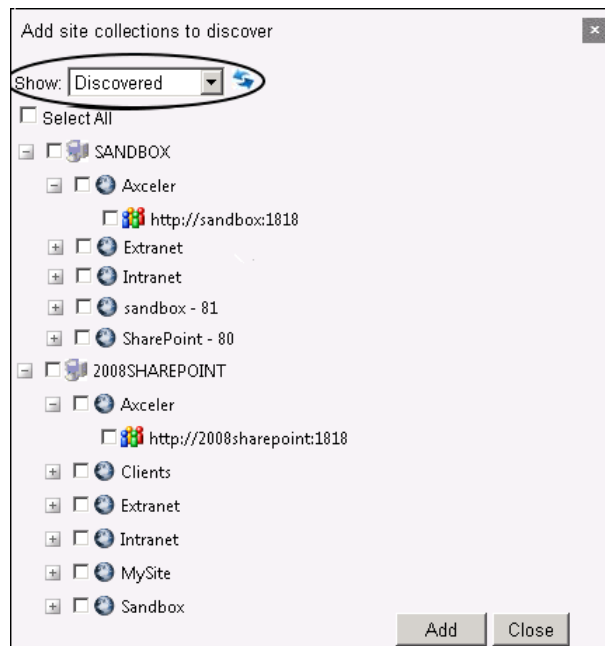 Add site collections to discover
Show: Discovered
Select All
SANDBOX
Axceler
http://sandbox:1818
Extranet
Intranet
sandbox - 81
SharePoint - 80
2008SHAREPOINT
Axceler
http://2008sharepoint:1818
Clients
Extranet
Intranet
MySite
Sandbox
Add Close